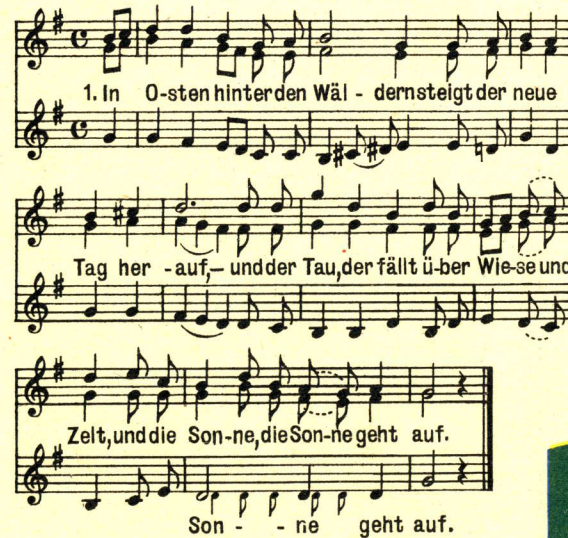 1. In O-sten hinter den Wäl - dern steigt der neue
Tag her - auf,– und der Tau, der fällt ü-ber Wie-se und
Zelt, und die Son-ne, die Son-ne geht auf.
Son - - ne geht auf.